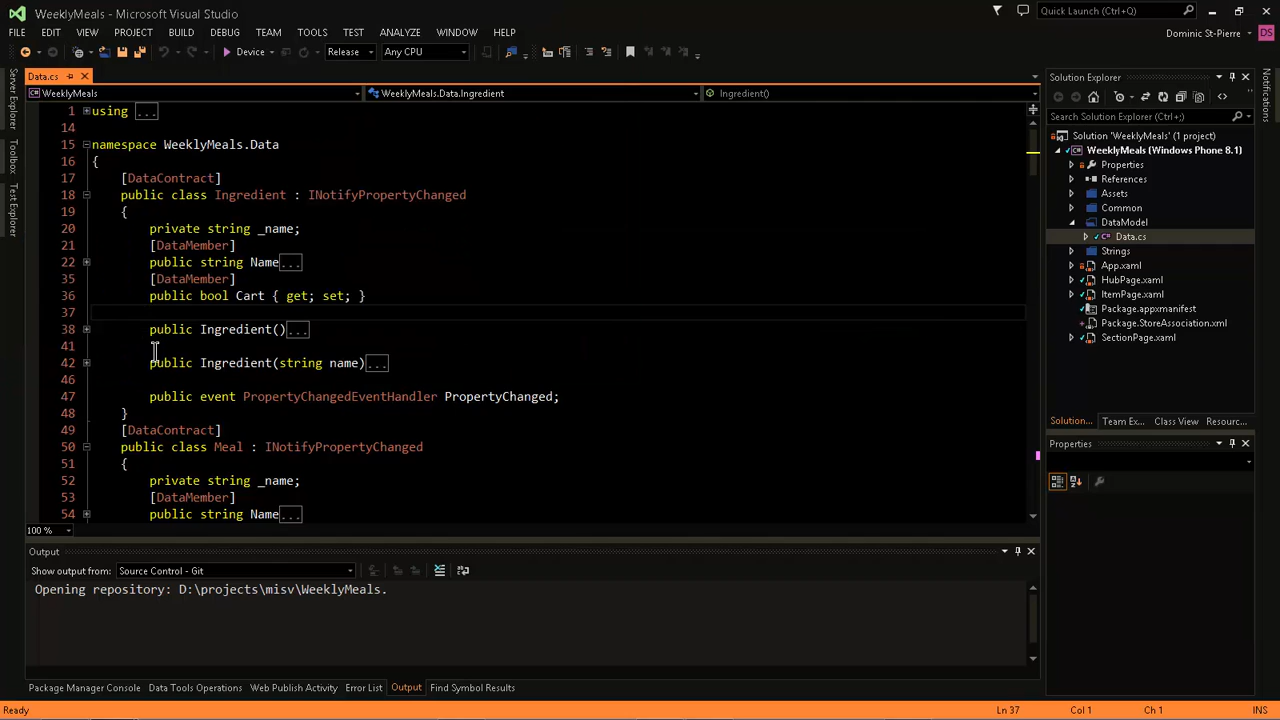 WeeklyMeals - Microsoft Visual Studio
Quick Launch (Ctrl+Q)
FILE EDIT VIEW PROJECT BUILD DEBUG TEAM TOOLS TEST ANALYZE WINDOW HELP
Dominic St-Pierre DS
Device Release Any CPU
Server Explorer
Toolbox
Test Explorer
Data.cs
WeeklyMeals WeeklyMeals.Data.Ingredient Ingredient()
1 using ...
14
15 namespace WeeklyMeals.Data
16 {
17 [DataContract]
18 public class Ingredient : INotifyPropertyChanged
19 {
20 private string _name;
21 [DataMember]
22 public string Name...
35 [DataMember]
36 public bool Cart { get; set; }
37
38 public Ingredient()...
41
42 public Ingredient(string name)...
46
47 public event PropertyChangedEventHandler PropertyChanged;
48 }
49 [DataContract]
50 public class Meal : INotifyPropertyChanged
51 {
52 private string _name;
53 [DataMember]
54 public string Name...
100 %
Output
Show output from: Source Control - Git
Opening repository: D:\projects\misv\WeeklyMeals.
Package Manager Console Data Tools Operations Web Publish Activity Error List Output Find Symbol Results
Solution Explorer
Search Solution Explorer (Ctrl+;)
Solution 'WeeklyMeals' (1 project)
WeeklyMeals (Windows Phone 8.1)
Properties
References
Assets
Common
DataModel
C# Data.cs
Strings
App.xaml
HubPage.xaml
ItemPage.xaml
Package.appxmanifest
Package.StoreAssociation.xml
SectionPage.xaml
Solution... Team Ex... Class View Resourc...
Properties
Notifications
Ready Ln 37 Col 1 Ch 1 INS